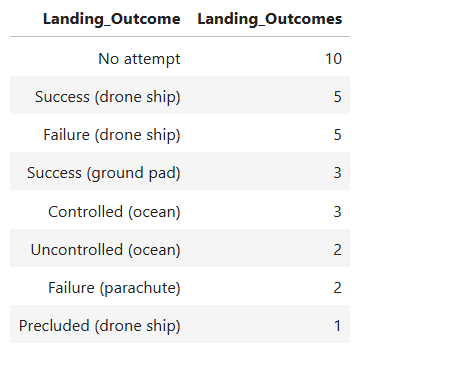 Landing_Outcome Landing_Outcomes
No attempt 10
Success (drone ship) 5
Failure (drone ship) 5
Success (ground pad) 3
Controlled (ocean) 3
Uncontrolled (ocean) 2
Failure (parachute) 2
Precluded (drone ship) 1